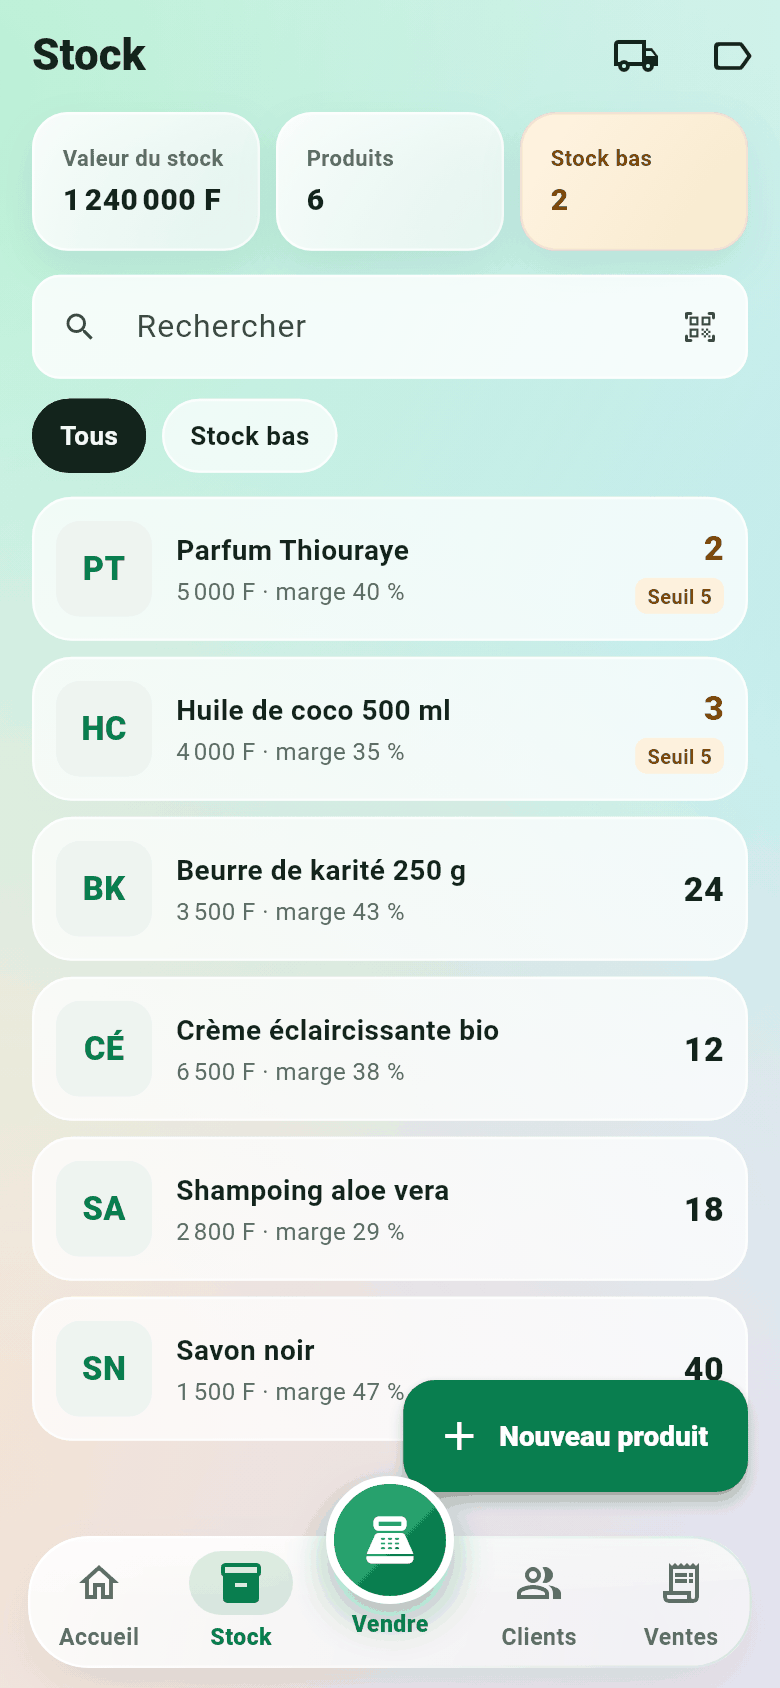 Stock
Valeur du stock
1 240 000 F
Produits
6
Stock bas
2
Rechercher
Tous
Stock bas
PT
Parfum Thiouraye
5 000 F · marge 40 %
2
Seuil 5
HC
Huile de coco 500 ml
4 000 F · marge 35 %
3
Seuil 5
BK
Beurre de karité 250 g
3 500 F · marge 43 %
24
CÉ
Crème éclaircissante bio
6 500 F · marge 38 %
12
SA
Shampoing aloe vera
2 800 F · marge 29 %
18
SN
Savon noir
1 500 F · marge 47 %
40
Nouveau produit
Accueil
Stock
Vendre
Clients
Ventes